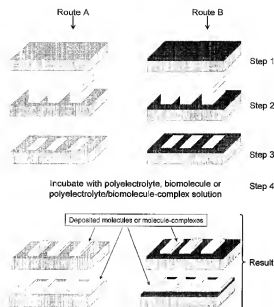 Route A Route B
Step 1
Step 2
Step 3
Incubate with polyelectrolyte, biomolecule or
polyelectrolyte/biomolecule-complex solution
Step 4
Deposited molecules or molecule-complexes
Result